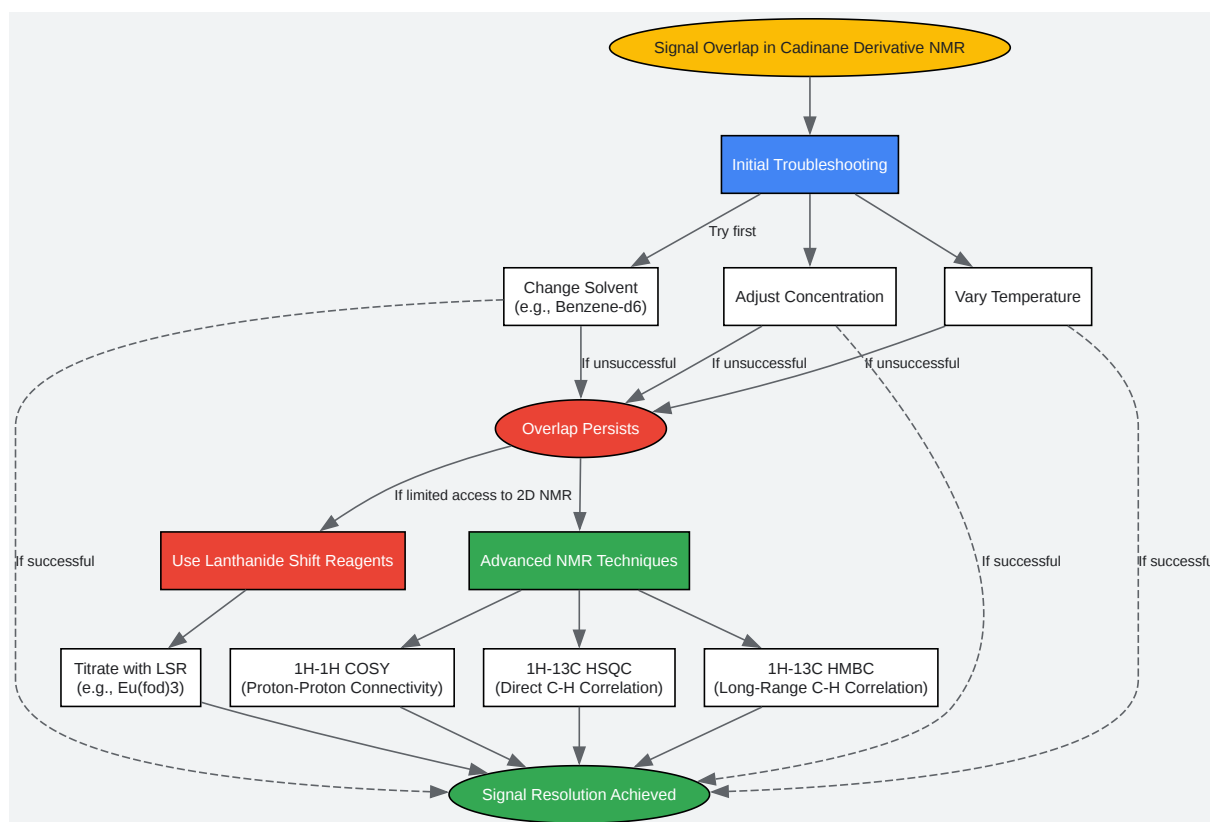 Signal Overlap in Cadinane Derivative NMR
Initial Troubleshooting
Try first
Change Solvent
(e.g., Benzene-d6)
Adjust Concentration
Vary Temperature
If unsuccessful
If unsuccessful
If unsuccessful
Overlap Persists
If limited access to 2D NMR
Use Lanthanide Shift Reagents
Advanced NMR Techniques
If successful
If successful
If successfu
Titrate with LSR
(e.g., Eu(fod)3)
1H-1H COSY
(Proton-Proton Connectivity)
1H-13C HSQC
(Direct C-H Correlation)
1H-13C HMBC
(Long-Range C-H Correlation)
Signal Resolution Achieved